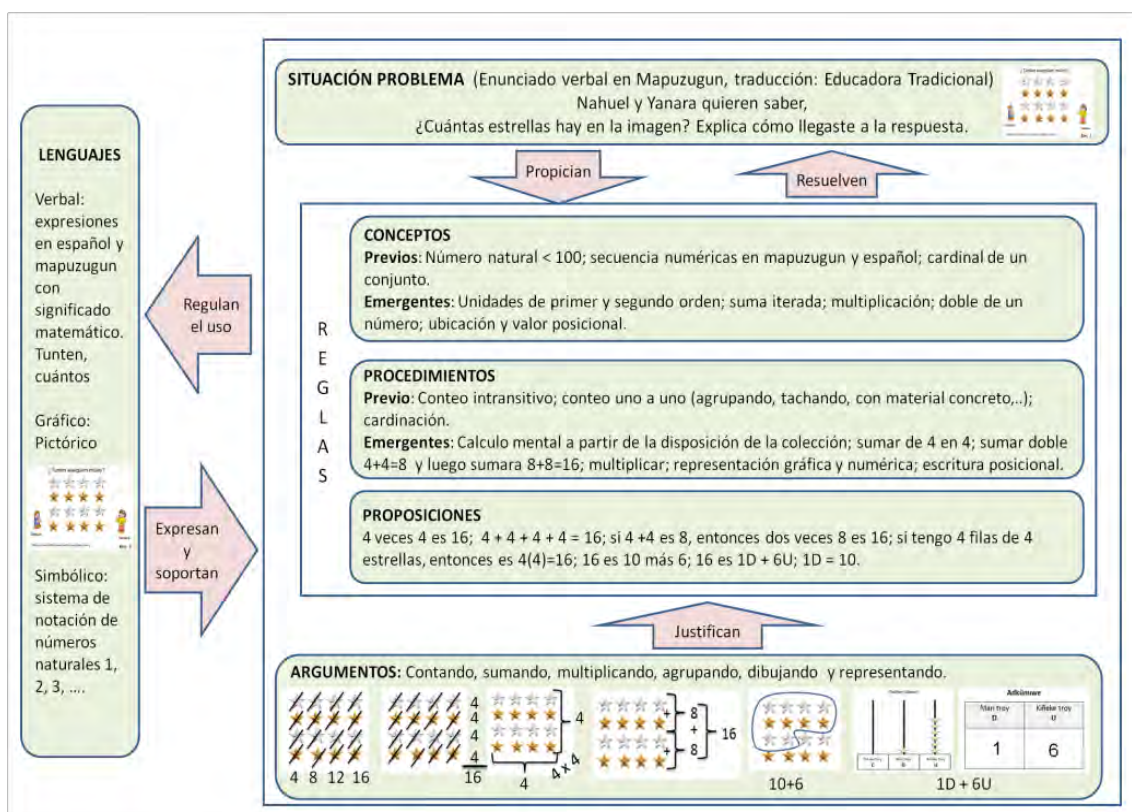 SITUACIÓN PROBLEMA (Enunciado verbal en Mapuzugun, traducción: Educadora Tradicional)
Nahuel y Yanara quieren saber,
¿Cuántas estrellas hay en la imagen? Explica cómo llegaste a la respuesta.
Propician
Resuelven
LENGUAJES
Verbal:
expresiones
en español y
mapuzugun
con
significado
matemático.
Tunten,
cuántos
Gráfico:
Pictórico
Simbólico:
sistema de
notación de
números
naturales 1,
2, 3, ....
Regulan
el uso
Expresan
y
soportan
REGLAS
CONCEPTOS
Previos: Número natural < 100; secuencia numéricas en mapuzugun y español; cardinal de un
conjunto.
Emergentes: Unidades de primer y segundo orden; suma iterada; multiplicación; doble de un
número; ubicación y valor posicional.
PROCEDIMIENTOS
Previo: Conteo intransitivo; conteo uno a uno (agrupando, tachando, con material concreto,..);
cardinación.
Emergentes: Calculo mental a partir de la disposición de la colección; sumar de 4 en 4; sumar doble
4+4=8 y luego sumara 8+8=16; multiplicar; representación gráfica y numérica; escritura posicional.
PROPOSICIONES
4 veces 4 es 16; 4 + 4 + 4 + 4 = 16; si 4 +4 es 8, entonces dos veces 8 es 16; si tengo 4 filas de 4
estrellas, entonces es 4(4)=16; 16 es 10 más 6; 16 es 1D + 6U; 1D = 10.
Justifican
ARGUMENTOS: Contando, sumando, multiplicando, agrupando, dibujando y representando.
4 8 12 16
4
4
4
4
16
4
4
4 x 4
+
+
8
+
8
16
10+6
C D U
Adkünuwe
Mari troy
D
Kiñeke troy
U
1 6
1D + 6U